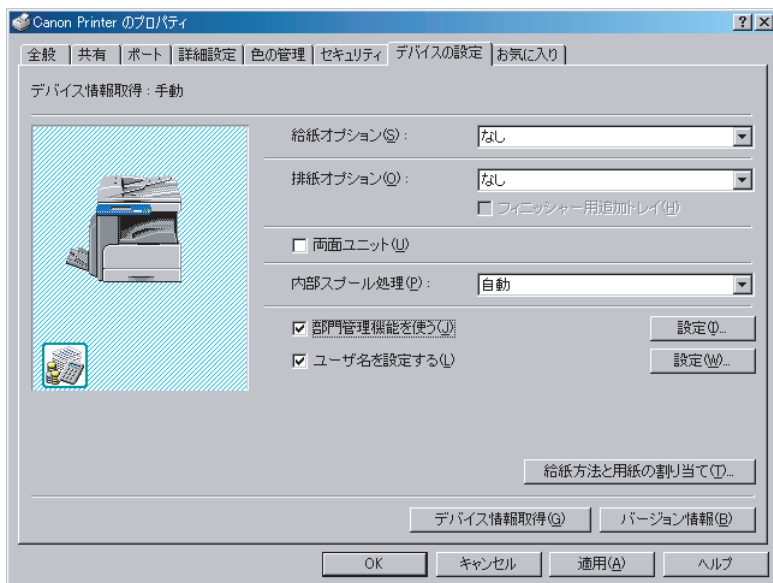 Canon Printer のプロパティ
全般 共有 ポート 詳細設定 色の管理 セキュリティ デバイスの設定 お気に入り
デバイス情報取得 : 手動
給紙オプション(S) : なし
排紙オプション(O) : なし
フィニッシャー用追加トレイ(H)
両面ユニット(U)
内部スプール処理(P) : 自動
部門管理機能を使う(J) 設定(I)...
ユーザ名を設定する(L) 設定(W)...
給紙方法と用紙の割り当て(T)...
デバイス情報取得(G) バージョン情報(B)
OK キャンセル 適用(A) ヘルプ